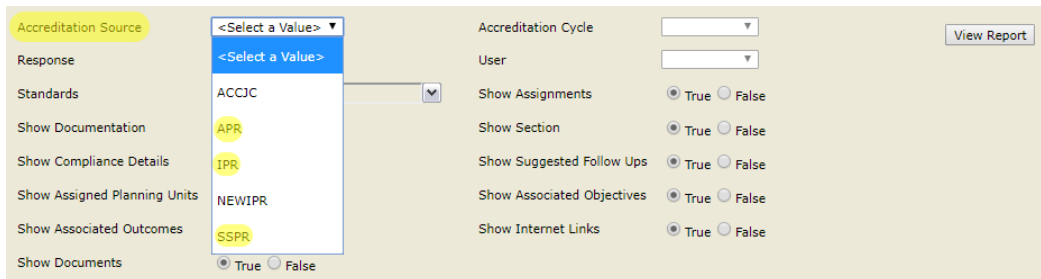 Accreditation Source <Select a Value> ▼ Accreditation Cycle
View Report
Response <Select a Value> User
Standards ACCJC Show Assignments True False
Show Documentation APR Show Section True False
Show Compliance Details IPR Show Suggested Follow Ups True False
Show Assigned Planning Units NEWIPR Show Associated Objectives True False
Show Associated Outcomes SSPR Show Internet Links True False
Show Documents True False